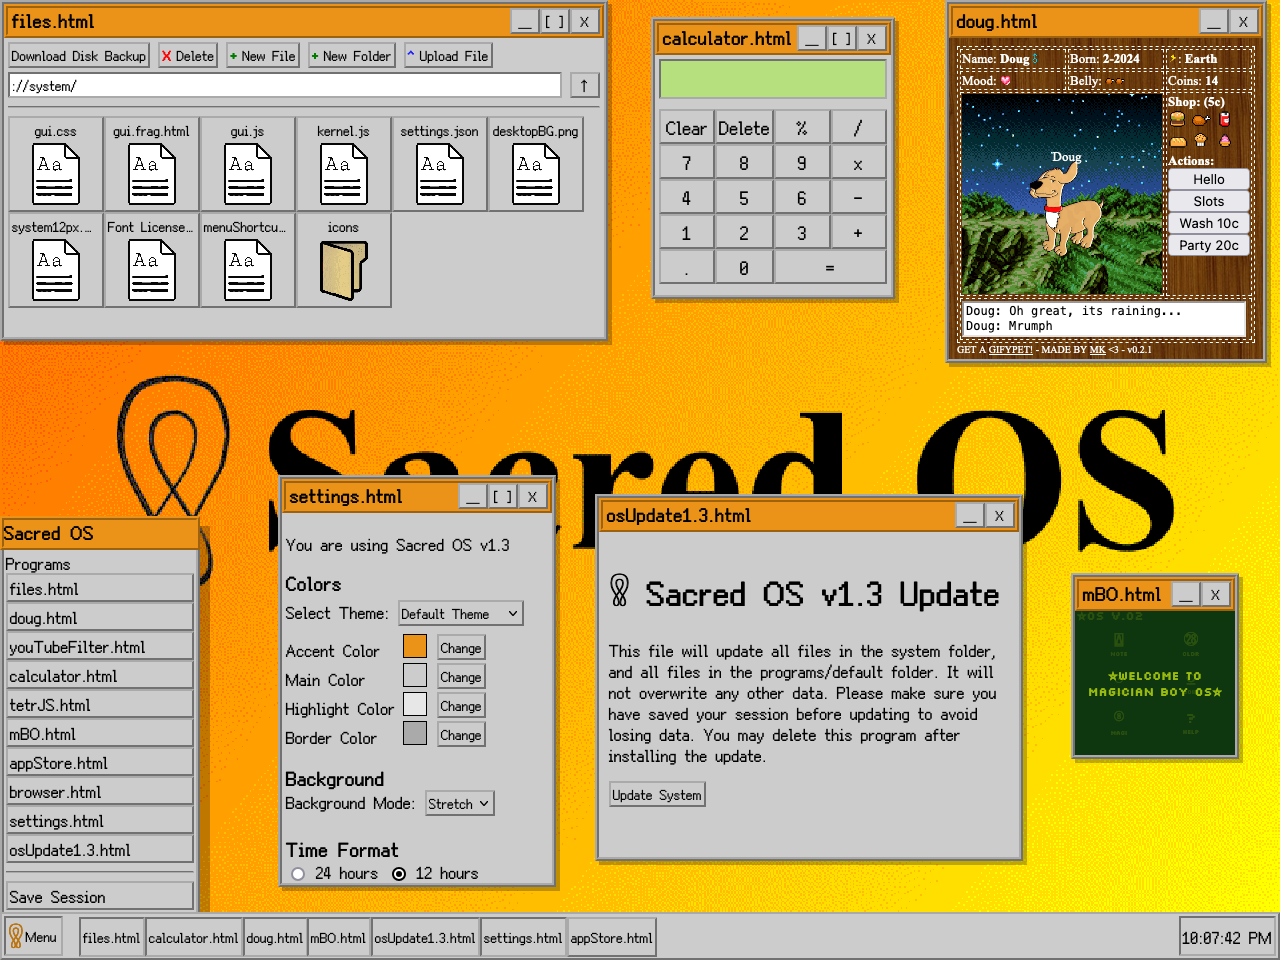 files.html
_ [ ] X
Download Disk Backup X Delete + New File + New Folder ^ Upload File
://system/ ↑
gui.css gui.frag.html gui.js kernel.js settings.json desktopBG.png
Aa Aa Aa Aa Aa Aa
system12px.... Font License... menuShortcu... icons
Aa Aa Aa
calculator.html
_ [ ] X
Clear Delete % /
7 8 9 x
4 5 6 -
1 2 3 +
. 0 =
doug.html
_ X
Name: Doug Born: 2-2024 : Earth
Mood: Belly: Coins: 14
Shop: (5c)
Doug
Actions:
Hello
Slots
Wash 10c
Party 20c
Doug: Oh great, its raining...
Doug: Mrumph
GET A GIFYPET! - MADE BY MK <3 - v0.2.1
Sacred OS
settings.html
_ [ ] X
You are using Sacred OS v1.3
Colors
Select Theme: Default Theme
Accent Color Change
Main Color Change
Highlight Color Change
Border Color Change
Background
Background Mode: Stretch
Time Format
24 hours 12 hours
osUpdate1.3.html
_ X
Sacred OS v1.3 Update
This file will update all files in the system folder,
and all files in the programs/default folder. It will
not overwrite any other data. Please make sure you
have saved your session before updating to avoid
losing data. You may delete this program after
installing the update.
Update System
mBO.html
_ X
★OS V.02
★WELCOME TO
MAGICIAN BOY OS★
HELP
Sacred OS
Programs
files.html
doug.html
youTubeFilter.html
calculator.html
tetrJS.html
mBO.html
appStore.html
browser.html
settings.html
osUpdate1.3.html
Save Session
Menu files.html calculator.html doug.html mBO.html osUpdate1.3.html settings.html appStore.html 10:07:42 PM